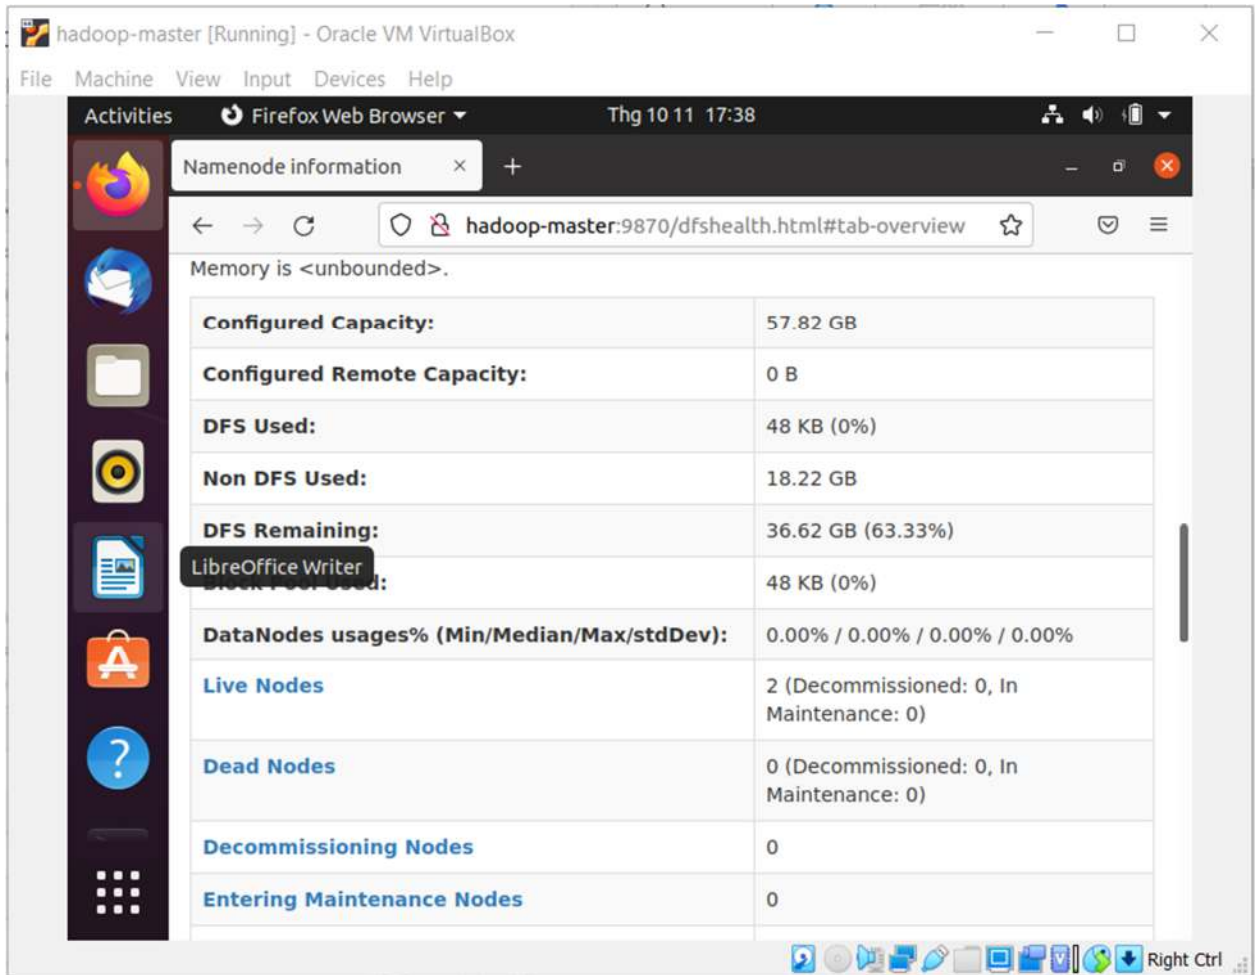 hadoop-master [Running] - Oracle VM VirtualBox
File Machine View Input Devices Help
Activities Firefox Web Browser Thg 10 11 17:38
Namenode information
hadoop-master:9870/dfshealth.html#tab-overview
Memory is <unbounded>.
Configured Capacity: 57.82 GB
Configured Remote Capacity: 0 B
DFS Used: 48 KB (0%)
Non DFS Used: 18.22 GB
DFS Remaining: 36.62 GB (63.33%)
LibreOffice Writer
Block Pool Used: 48 KB (0%)
DataNodes usages% (Min/Median/Max/stdDev): 0.00% / 0.00% / 0.00% / 0.00%
Live Nodes 2 (Decommissioned: 0, In
Maintenance: 0)
Dead Nodes 0 (Decommissioned: 0, In
Maintenance: 0)
Decommissioning Nodes 0
Entering Maintenance Nodes 0
Right Ctrl